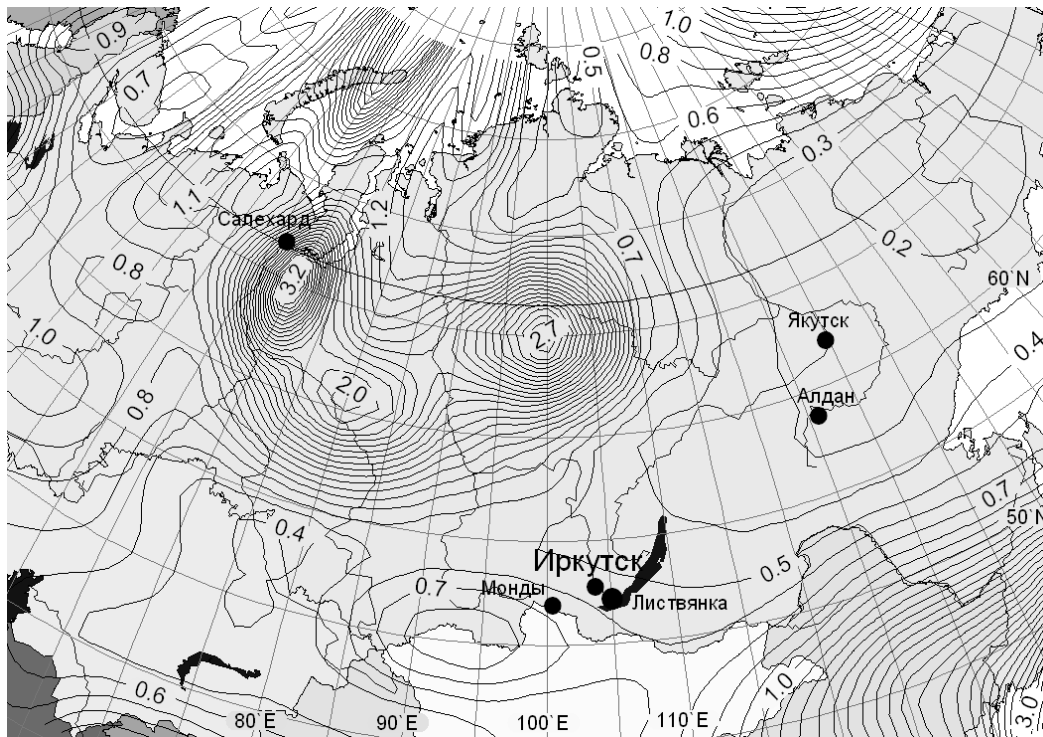 0.9
1.0
0.8
0.5
0.7
0.6
0.3
1.1
1.2
Салехард
0.2
0.7
0.8
3.2
60˚N
1.0
2.7
Якутск
0.4
2.0
0.8
Алдан
0.7
50˚N
0.4
Иркутск
0.5
0.7
Монды
Листвянка
1.0
0.6
3.0
80˚E
90˚E
100˚E
110˚E